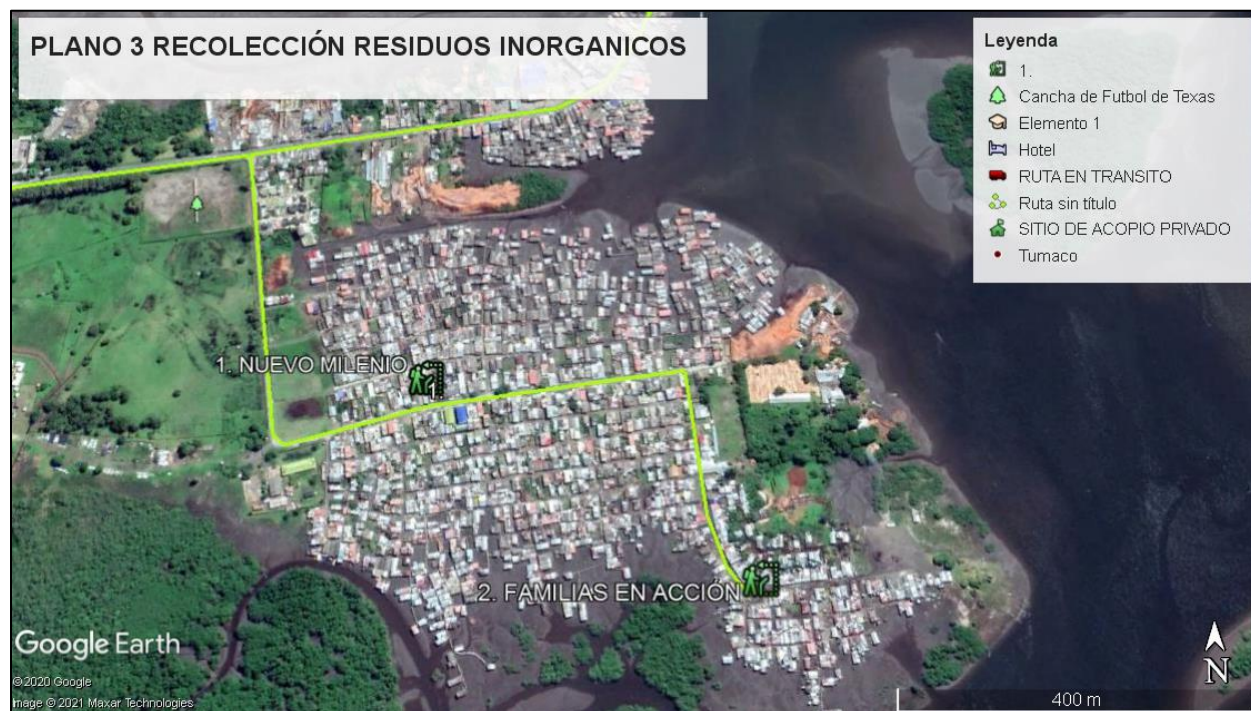 PLANO 3 RECOLECCIÓN RESIDUOS INORGANICOS
Leyenda
1.
Cancha de Futbol de Texas
Elemento 1
Hotel
RUTA EN TRANSITO
Ruta sin título
SITIO DE ACOPIO PRIVADO
Tumaco
1. NUEVO MILENIO
1
2. FAMILIAS EN ACCIÓN
2
Google Earth
©2020 Google
Image © 2021 Maxar Technologies
N
400 m